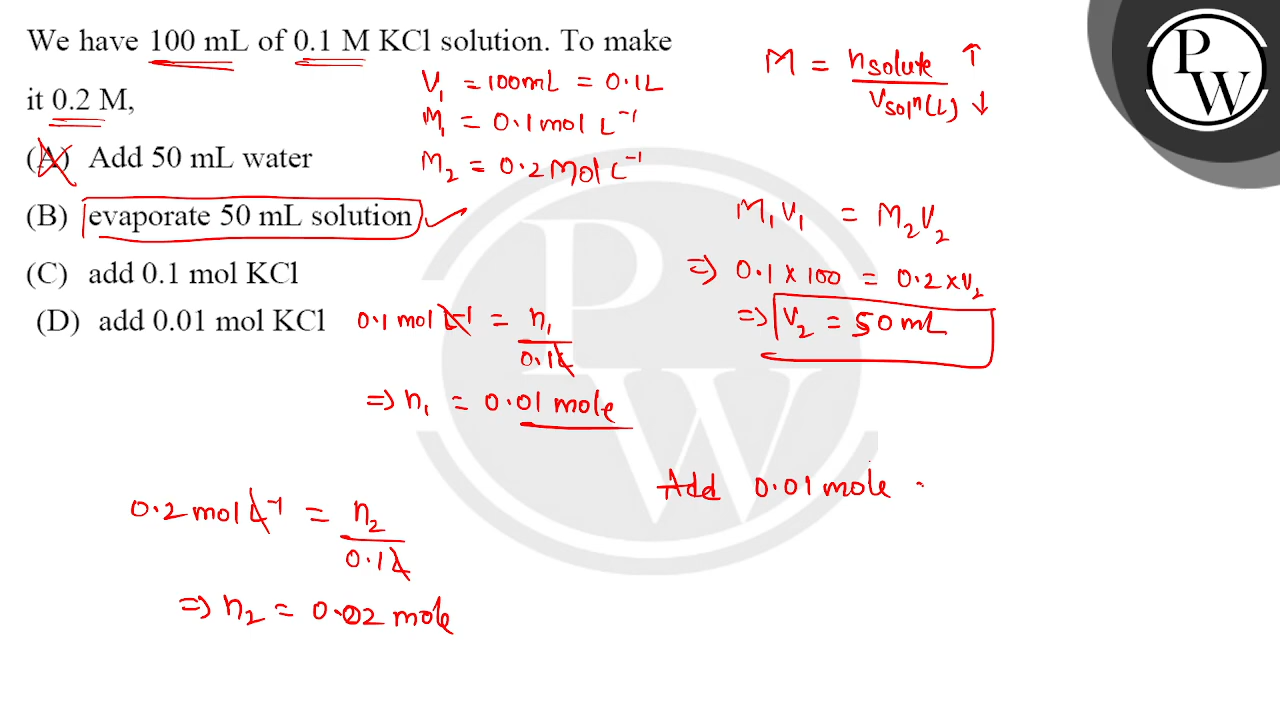 We have 100 mL of 0.1 M KCl solution. To make
it 0.2 M,
(A) Add 50 mL water
(B) evaporate 50 mL solution
(C) add 0.1 mol KCl
(D) add 0.01 mol KCl
V₁ = 100mL = 0.1L
M₁ = 0.1 mol L⁻¹
M₂ = 0.2 Mol L⁻¹
M = nsolute ↑
Vsolⁿ(L) ↓
M₁V₁ = M₂V₂
⇒ 0.1 × 100 = 0.2 × V₂
⇒ V₂ = 50 mL
0.1 mol L⁻¹ = n₁
0.1L
⇒ n₁ = 0.01 mole
0.2 mol L⁻¹ = n₂
0.1L
⇒ n₂ = 0.02 mole
Add 0.01 mole
P
W
P
W